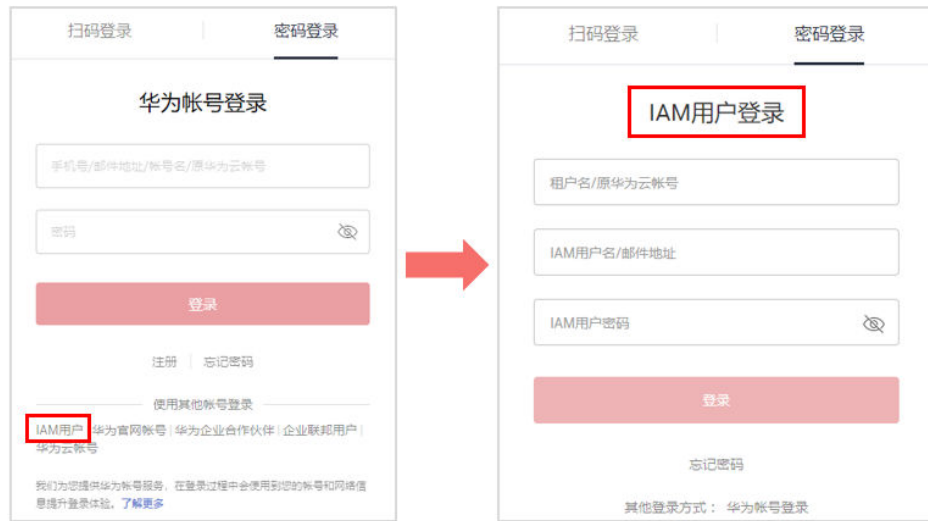 扫码登录
密码登录
华为帐号登录
手机号/邮件地址/帐号名/原华为云帐号
密码
登录
注册
忘记密码
使用其他帐号登录
IAM用户|华为官网帐号|华为企业合作伙伴|企业联邦用户|
华为云帐号
我们为您提供华为帐号服务，在登录过程中会使用到您的帐号和网络信
息提升登录体验。了解更多
扫码登录
密码登录
IAM用户登录
租户名/原华为云帐号
IAM用户名/邮件地址
IAM用户密码
登录
忘记密码
其他登录方式： 华为帐号登录